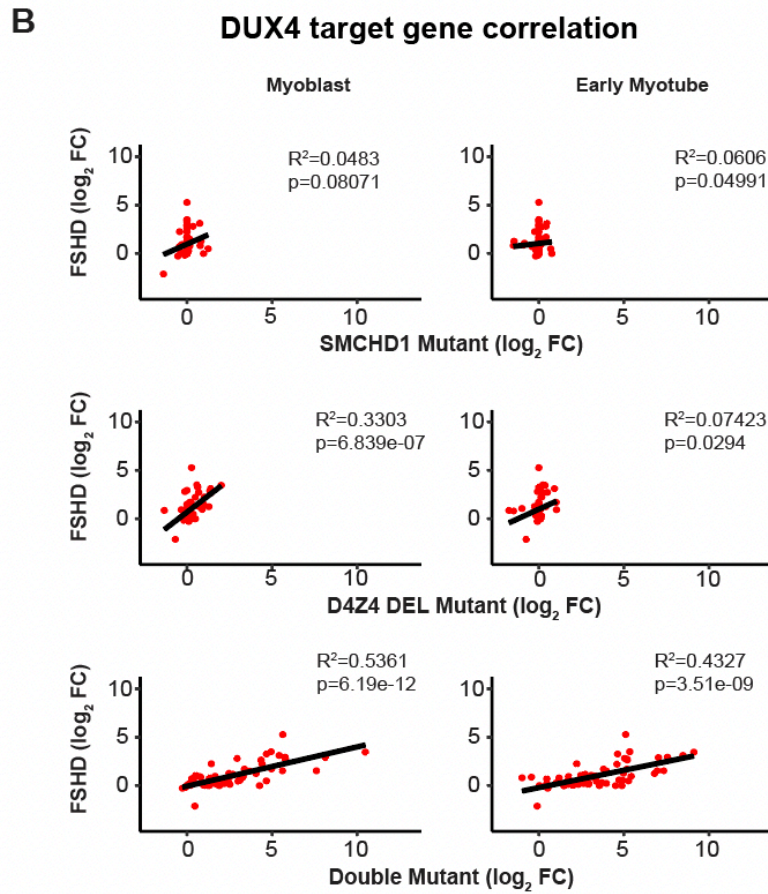 B
DUX4 target gene correlation
Myoblast
Early Myotube
FSHD (log₂ FC)
10
5
0
R²=0.0483
p=0.08071
0
5
10
10
5
0
R²=0.0606
p=0.04991
0
5
10
SMCHD1 Mutant (log₂ FC)
FSHD (log₂ FC)
10
5
0
R²=0.3303
p=6.839e-07
0
5
10
10
5
0
R²=0.07423
p=0.0294
0
5
10
D4Z4 DEL Mutant (log₂ FC)
FSHD (log₂ FC)
10
5
0
R²=0.5361
p=6.19e-12
0
5
10
10
5
0
R²=0.4327
p=3.51e-09
0
5
10
Double Mutant (log₂ FC)